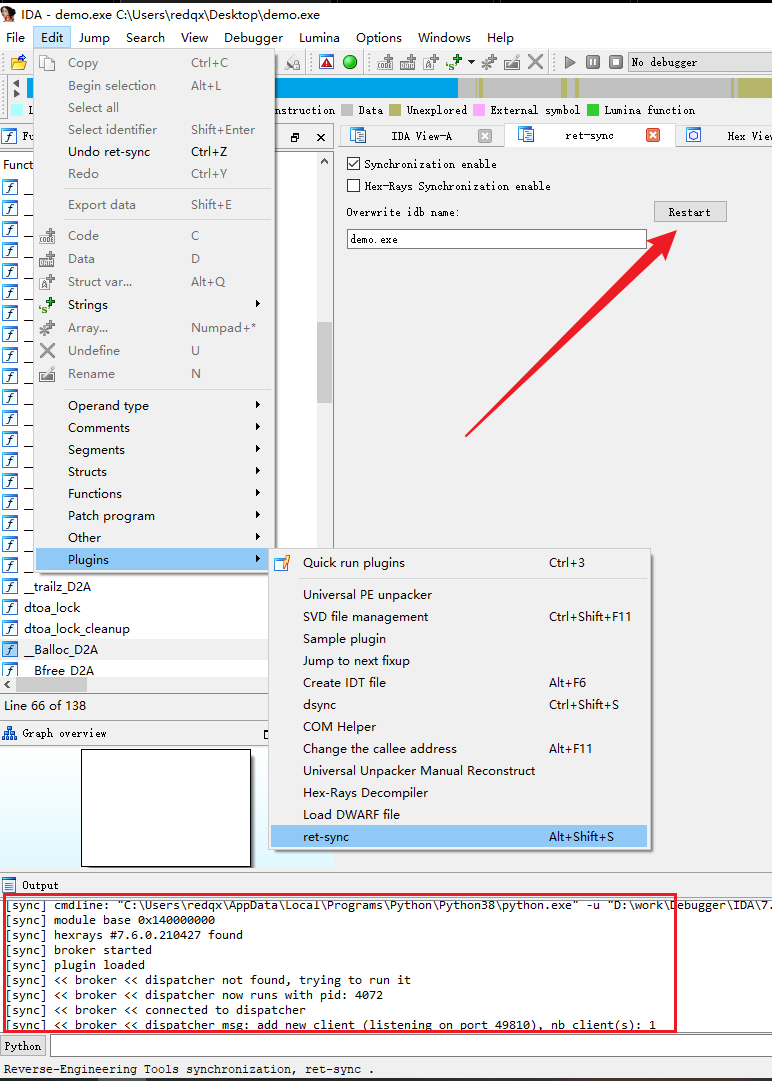 IDA - demo.exe C:\Users\redqx\Desktop\demo.exe
File Edit Jump Search View Debugger Lumina Options Windows Help
No debugger
Instruction Data Unexplored External symbol Lumina function
IDA View-A ret-sync Hex View
Funct
Copy Ctrl+C
Begin selection Alt+L
Select all
Select identifier Shift+Enter
Undo ret-sync Ctrl+Z
Redo Ctrl+Y
Export data Shift+E
Code C
Data D
Struct var... Alt+Q
Strings
Array... Numpad+*
Undefine U
Rename N
Operand type
Comments
Segments
Structs
Functions
Patch program
Other
Plugins
Synchronization enable
Hex-Rays Synchronization enable
Overwrite idb name:
Restart
demo.exe
Quick run plugins Ctrl+3
Universal PE unpacker
SVD file management Ctrl+Shift+F11
Sample plugin
Jump to next fixup
Create IDT file Alt+F6
dsync Ctrl+Shift+S
COM Helper
Change the callee address Alt+F11
Universal Unpacker Manual Reconstruct
Hex-Rays Decompiler
Load DWARF file
ret-sync Alt+Shift+S
__trailz_D2A
dtoa_lock
dtoa_lock_cleanup
__Balloc_D2A
__Bfree_D2A
Line 66 of 138
Graph overview
Output
[sync] cmdline: "C:\Users\redqx\AppData\Local\Programs\Python\Python38\python.exe" -u "D:\work\Debugger\IDA\7.
[sync] module base 0x140000000
[sync] hexrays #7.6.0.210427 found
[sync] broker started
[sync] plugin loaded
[sync] << broker << dispatcher not found, trying to run it
[sync] << broker << dispatcher now runs with pid: 4072
[sync] << broker << connected to dispatcher
[sync] << broker << dispatcher msg: add new client (listening on port 49810), nb client(s): 1
Python
Reverse-Engineering Tools synchronization, ret-sync .